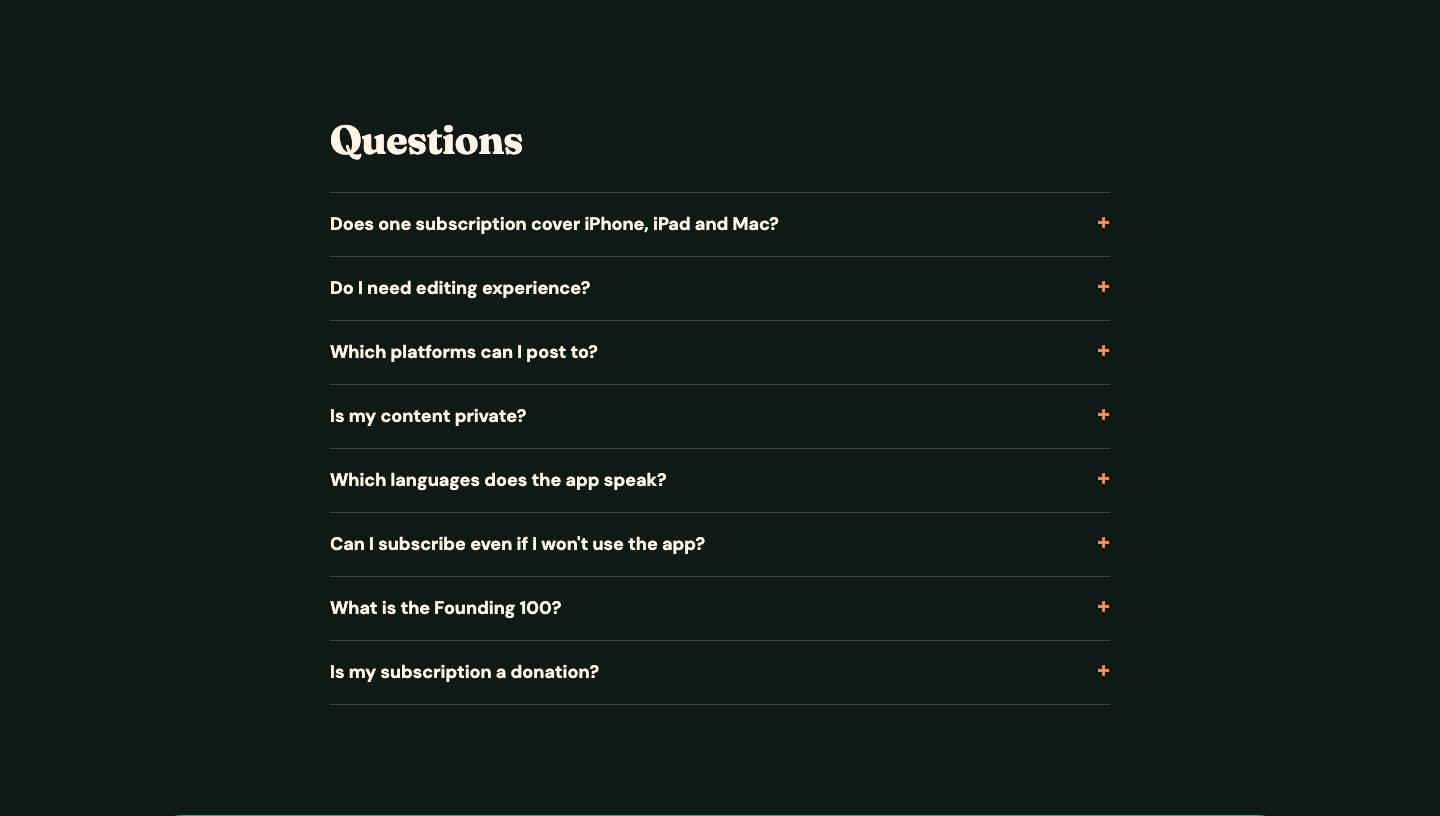 Questions
Does one subscription cover iPhone, iPad and Mac?
Do I need editing experience?
Which platforms can I post to?
Is my content private?
Which languages does the app speak?
Can I subscribe even if I won't use the app?
What is the Founding 100?
Is my subscription a donation?